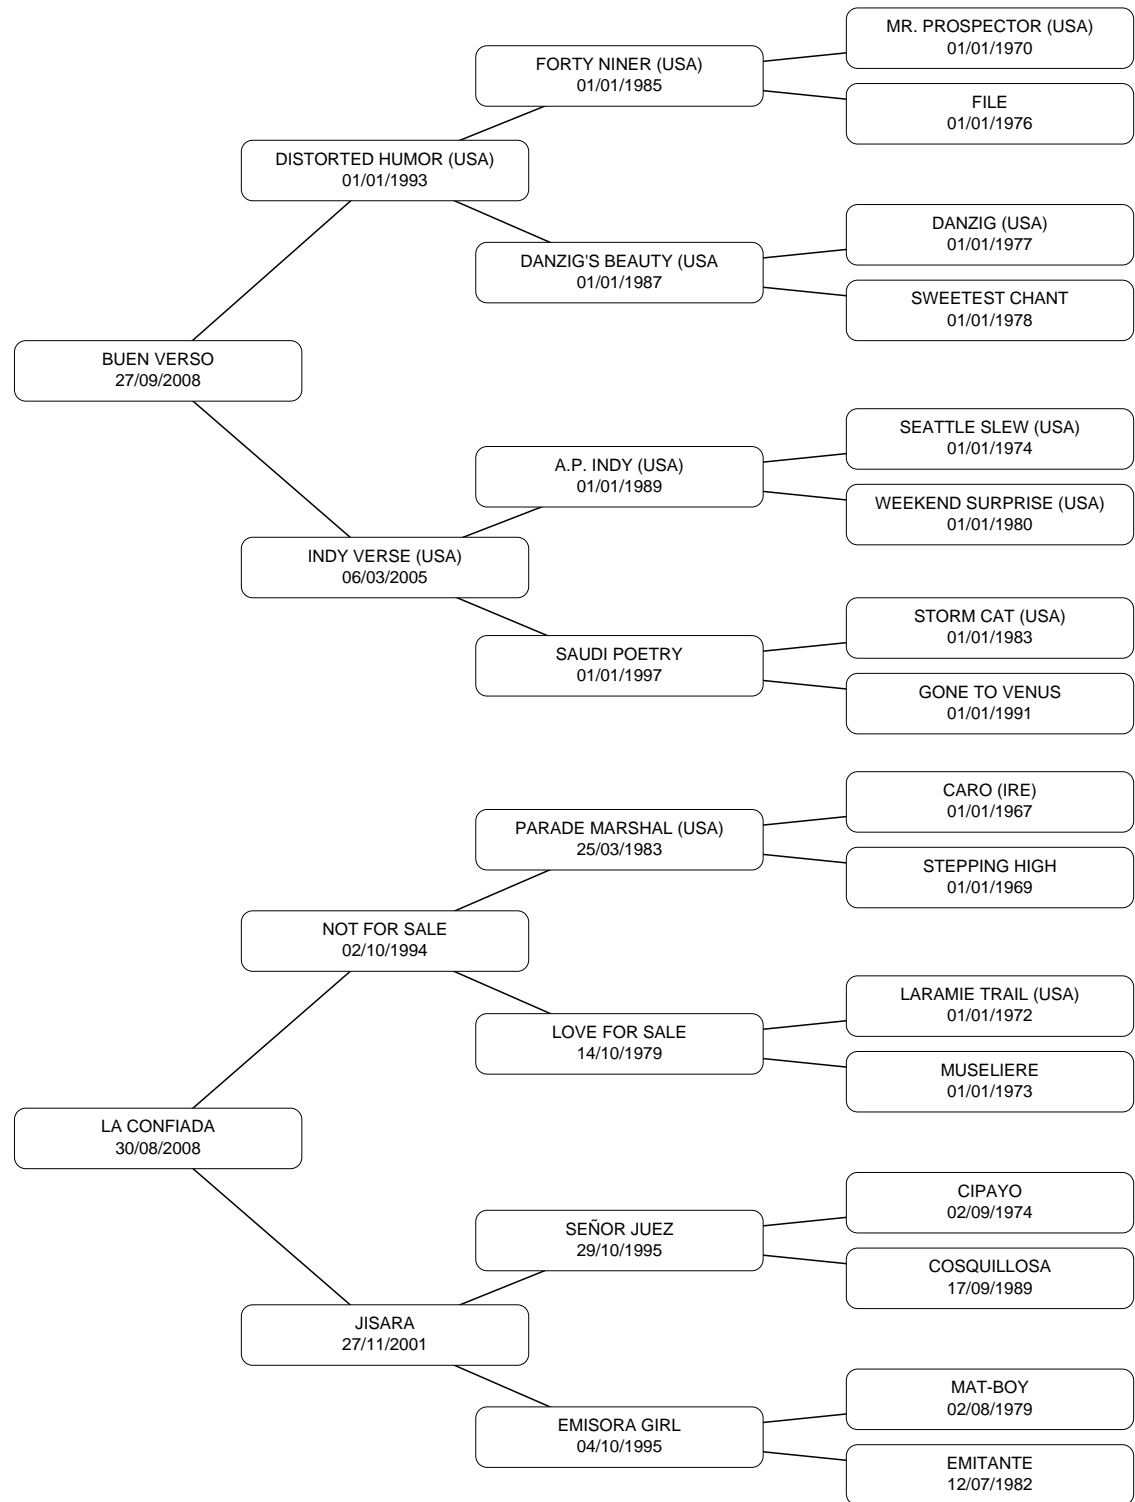 MR. PROSPECTOR (USA)
01/01/1970
FORTY NINER (USA)
01/01/1985
FILE
01/01/1976
DISTORTED HUMOR (USA)
01/01/1993
DANZIG (USA)
01/01/1977
DANZIG'S BEAUTY (USA
01/01/1987
SWEETEST CHANT
01/01/1978
BUEN VERSO
27/09/2008
SEATTLE SLEW (USA)
01/01/1974
A.P. INDY (USA)
01/01/1989
WEEKEND SURPRISE (USA)
01/01/1980
INDY VERSE (USA)
06/03/2005
STORM CAT (USA)
01/01/1983
SAUDI POETRY
01/01/1997
GONE TO VENUS
01/01/1991
CARO (IRE)
01/01/1967
PARADE MARSHAL (USA)
25/03/1983
STEPPING HIGH
01/01/1969
NOT FOR SALE
02/10/1994
LARAMIE TRAIL (USA)
01/01/1972
LOVE FOR SALE
14/10/1979
MUSELIERE
01/01/1973
LA CONFIADA
30/08/2008
CIPAYO
02/09/1974
SEÑOR JUEZ
29/10/1995
COSQUILLOSA
17/09/1989
JISARA
27/11/2001
MAT-BOY
02/08/1979
EMISORA GIRL
04/10/1995
EMITANTE
12/07/1982